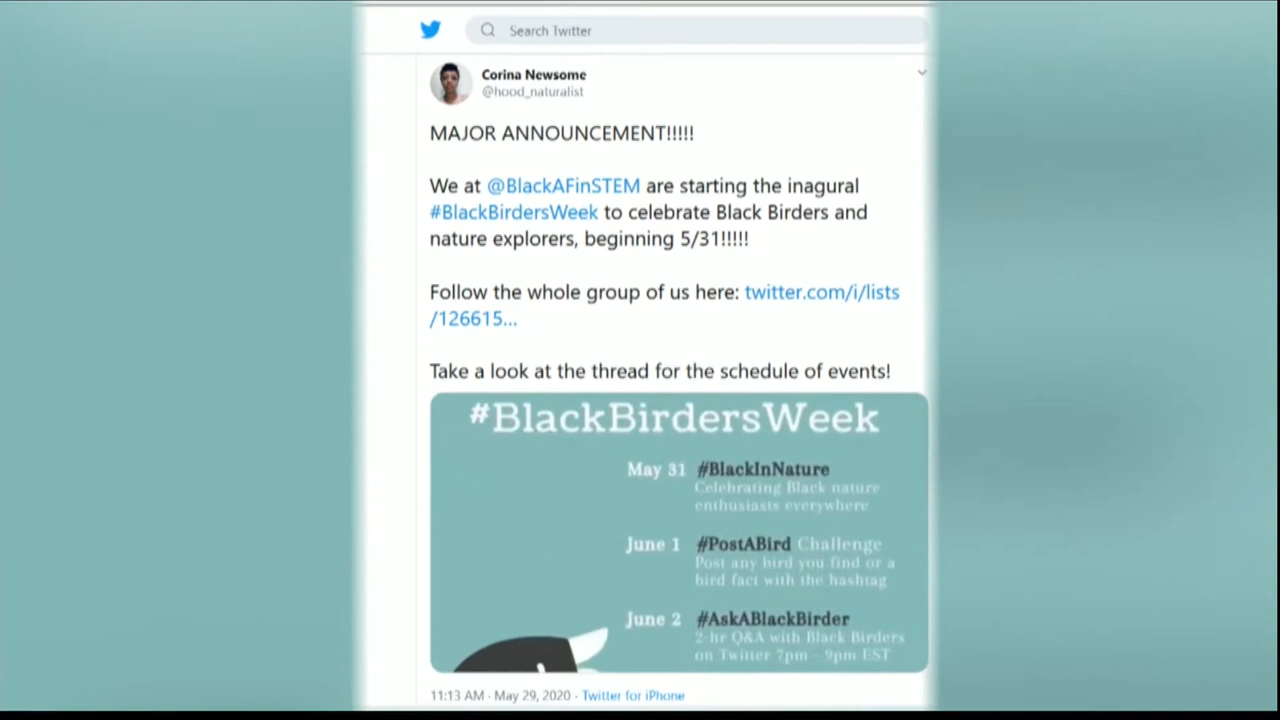 Search Twitter
Corina Newsome
@hood_naturalist
MAJOR ANNOUNCEMENT!!!!!
We at @BlackAFinSTEM are starting the inagural
#BlackBirdersWeek to celebrate Black Birders and
nature explorers, beginning 5/31!!!!!
Follow the whole group of us here: twitter.com/i/lists
/126615...
Take a look at the thread for the schedule of events!
#BlackBirdersWeek
May 31 #BlackInNature
Celebrating Black nature
enthusiasts everywhere
June 1 #PostABird Challenge
Post any bird you find or a
bird fact with the hashtag
June 2 #AskABlackBirder
2-hr Q&A with Black Birders
on Twitter 7pm - 9pm EST
11:13 AM · May 29, 2020 · Twitter for iPhone